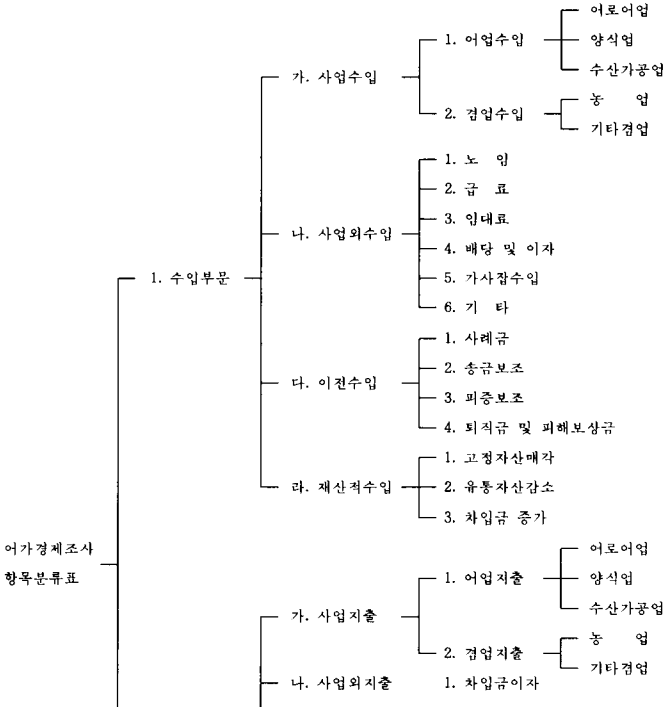 어가경제조사
항목분류표
1. 수입부문
가. 사업수입
1. 어업수입
어로어업
양식업
수산가공업
2. 겸업수입
농 업
기타겸업
나. 사업외수입
1. 노 임
2. 급 료
3. 임대료
4. 배당 및 이자
5. 가사잡수입
6. 기 타
다. 이전수입
1. 사례금
2. 송금보조
3. 피증보조
4. 퇴직금 및 피해보상금
라. 재산적수입
1. 고정자산매각
2. 유통자산감소
3. 차입금 증가
가. 사업지출
1. 어업지출
어로어업
양식업
수산가공업
2. 겸업지출
농 업
기타겸업
나. 사업외지출
1. 차입금이자